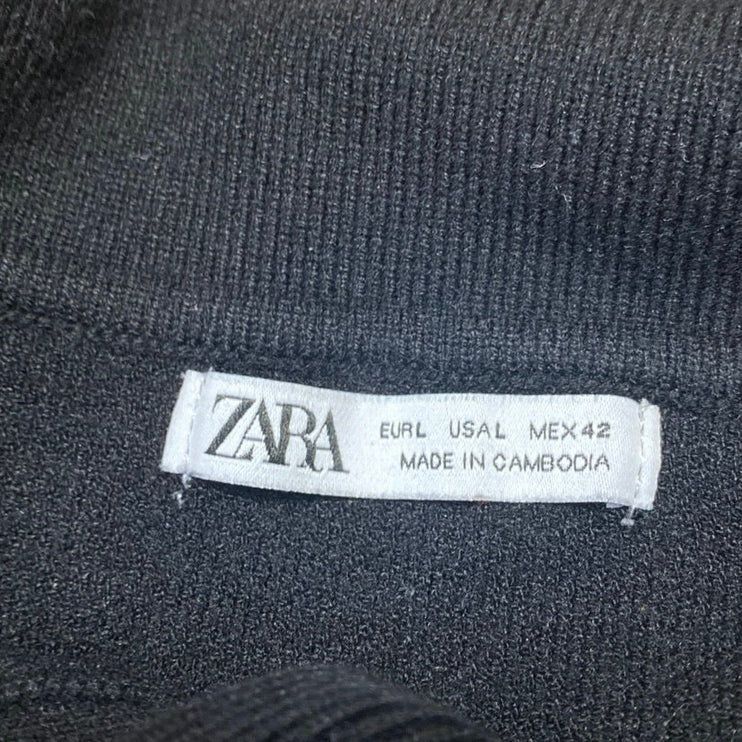 ZARA
EUR L USA L MEX 42
MADE IN CAMBODIA